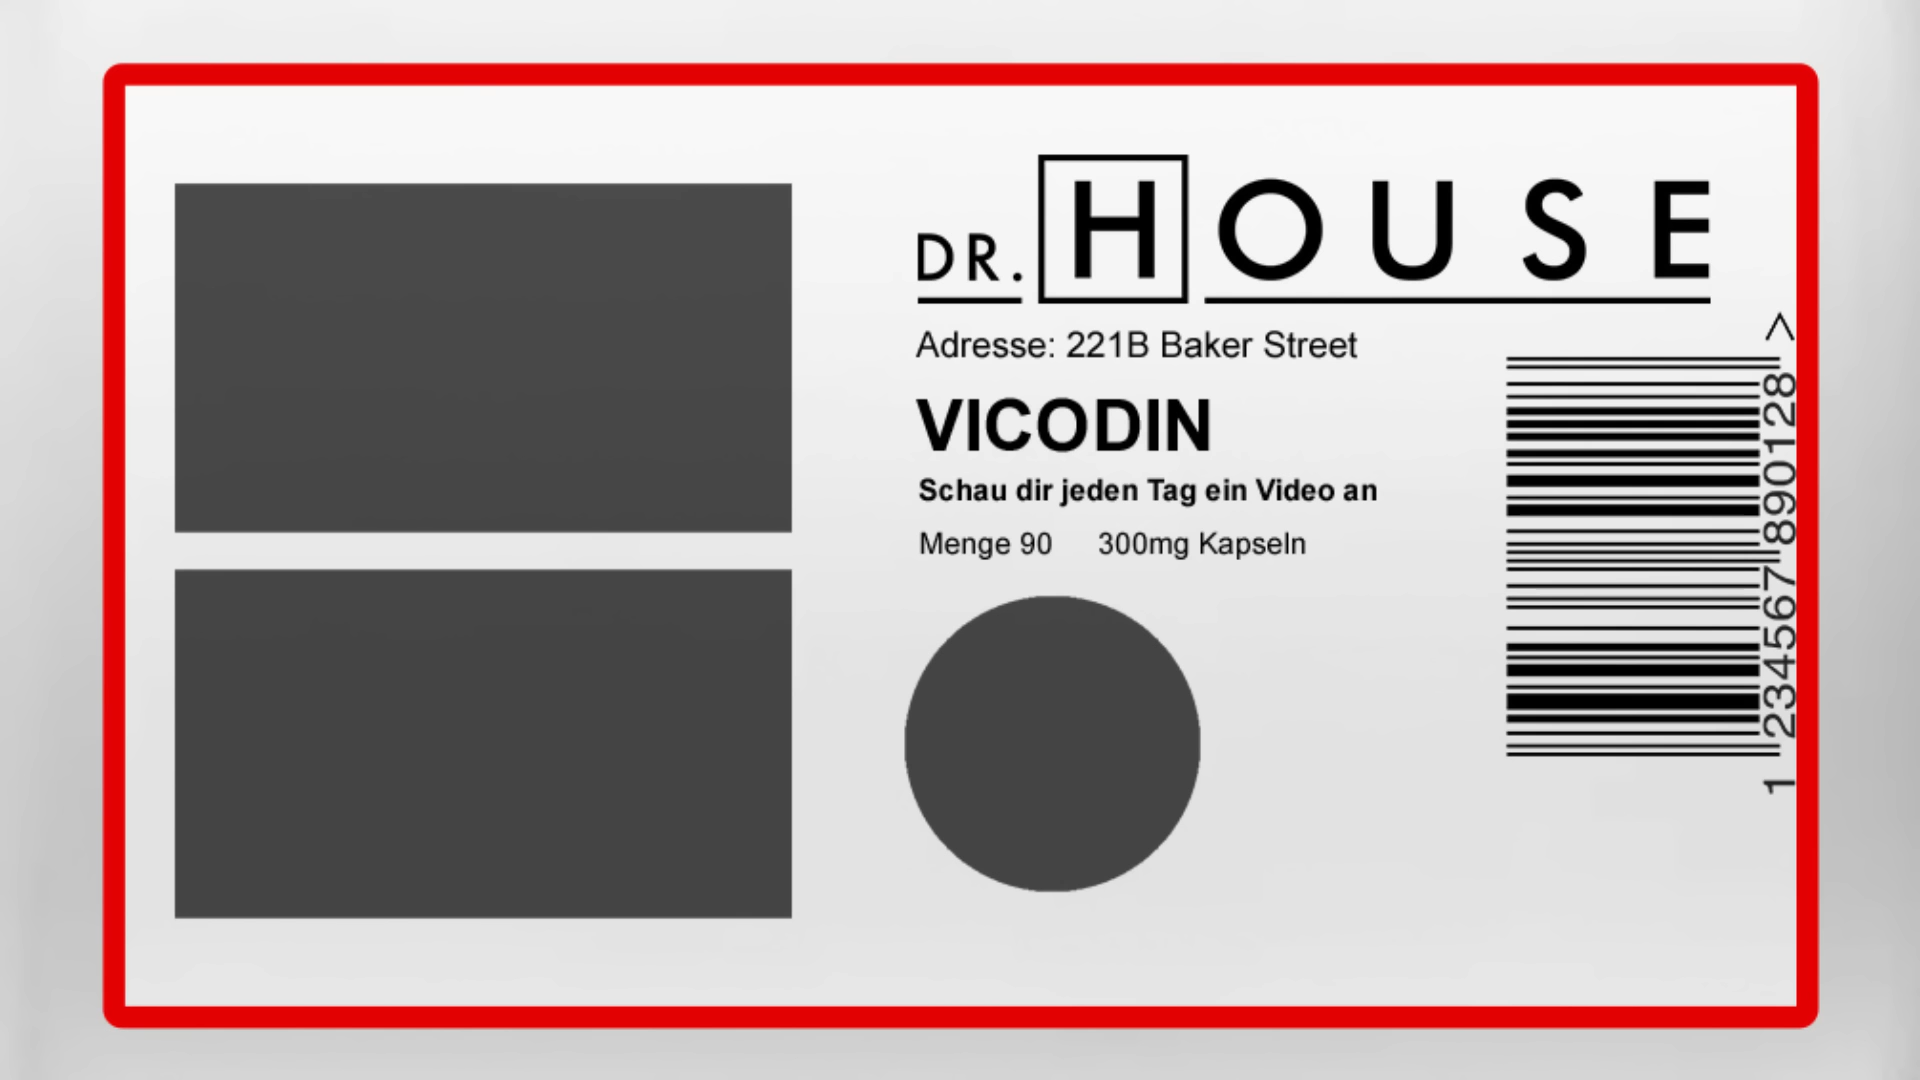 DR. HOUSE
Adresse: 221B Baker Street
VICODIN
Schau dir jeden Tag ein Video an
Menge 90 300mg Kapseln
1 234567 890128 >